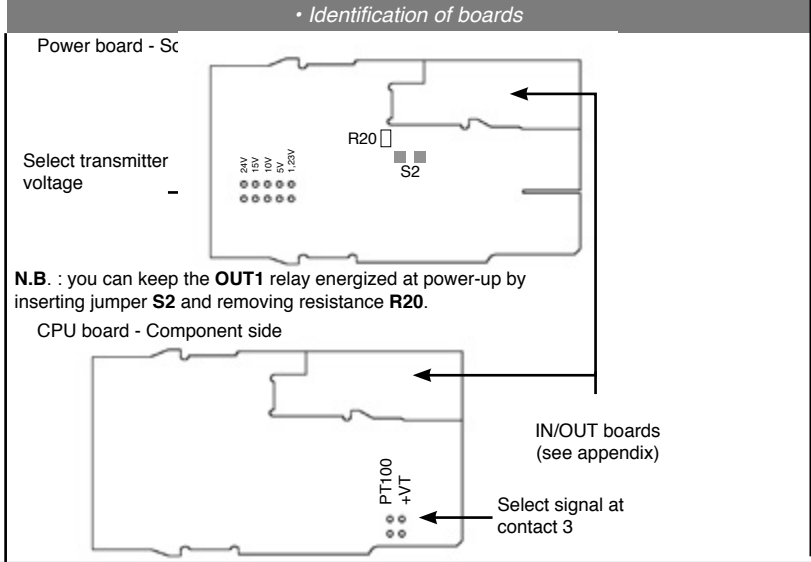 • Identification of boards
Power board - Sc
R20
S2
Select transmitter
voltage
24V
15V
10V
5V
1,23V
N.B. : you can keep the OUT1 relay energized at power-up by
inserting jumper S2 and removing resistance R20.
CPU board - Component side
IN/OUT boards
(see appendix)
PT100
+VT
Select signal at
contact 3